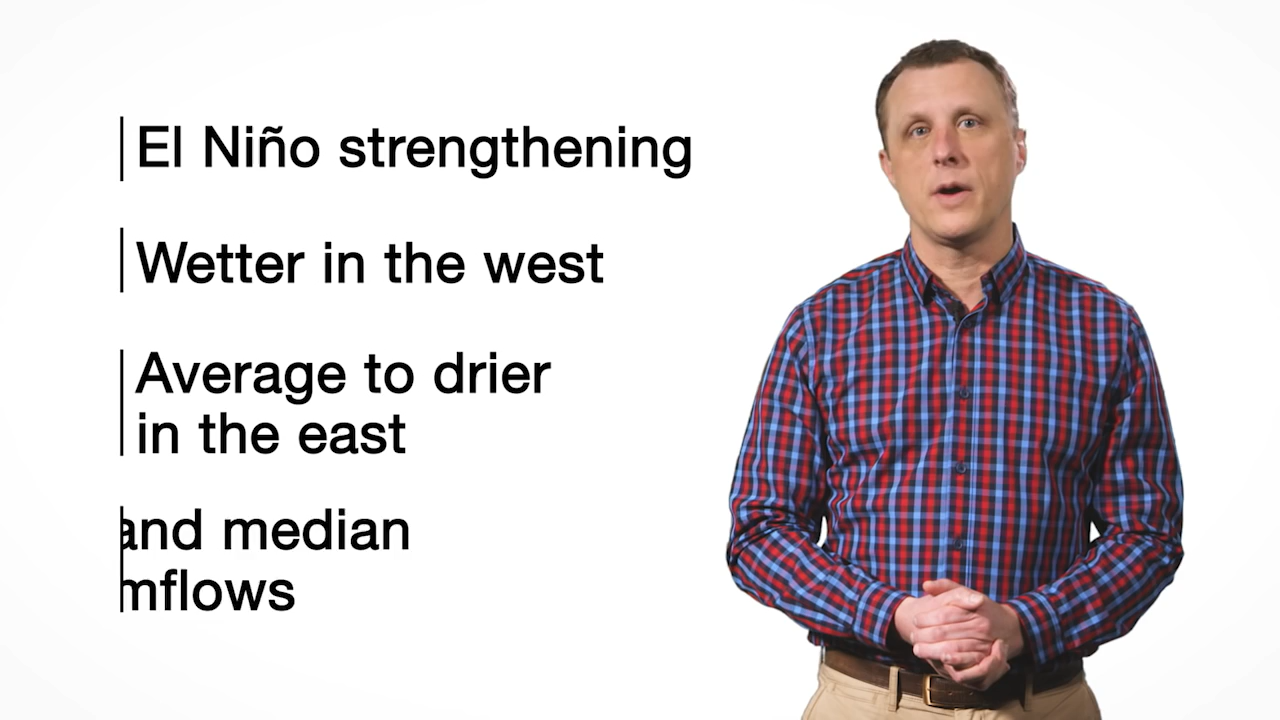 El Niño strengthening
Wetter in the west
Average to drier
in the east
and median
mflows